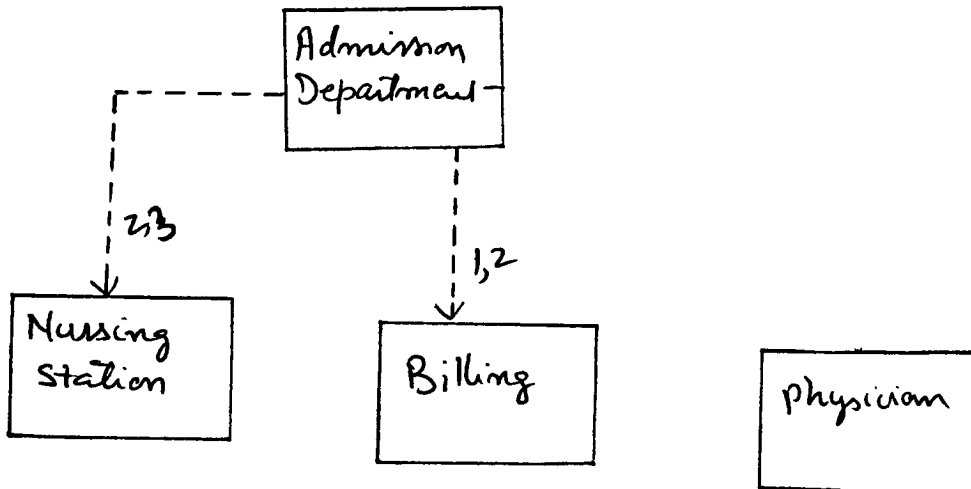 Admission
Department
2,3
1,2
Nursing
Station
Billing
Physician